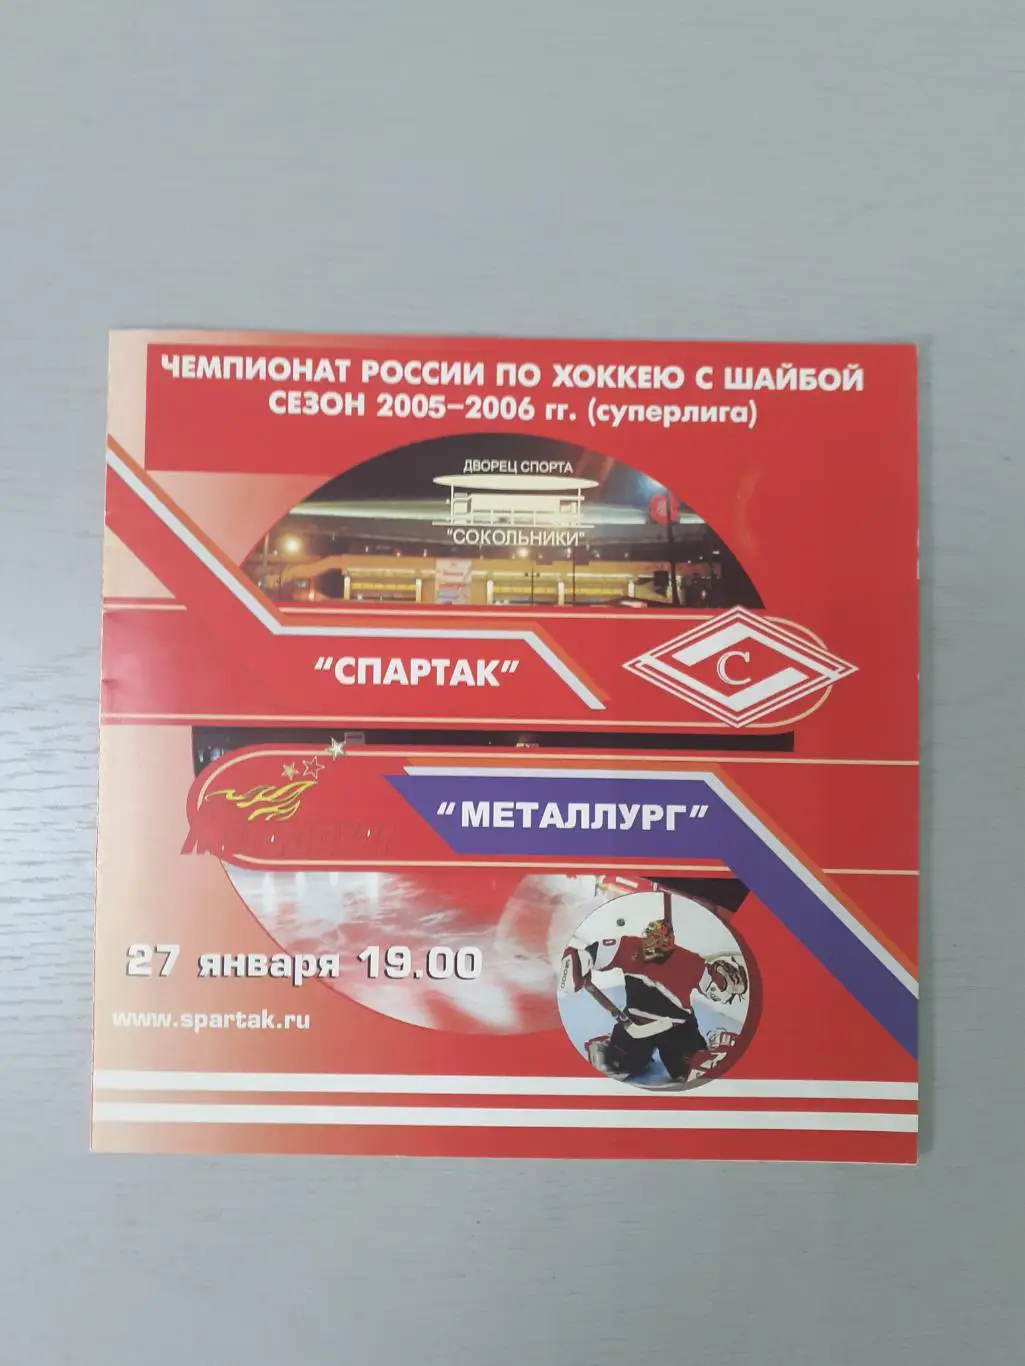 ЧЕМПИОНАТ РОССИИ ПО ХОККЕЮ С ШАЙБОЙ
СЕЗОН 2005-2006 гг. (суперлига)
ДВОРЕЦ СПОРТА
"СОКОЛЬНИКИ"
"СПАРТАК"
С
"МЕТАЛЛУРГ"
27 января 19.00
www.spartak.ru